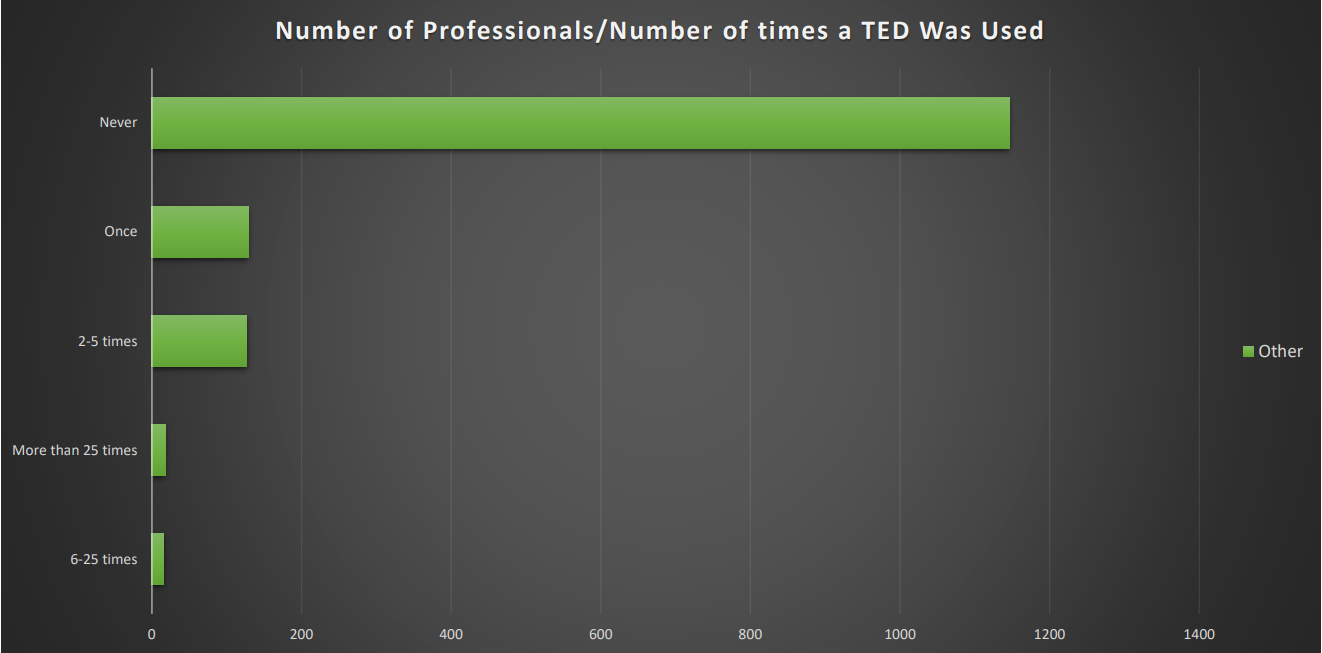 Number of Professionals/Number of times a TED Was Used
Never
Once
2-5 times
More than 25 times
6-25 times
0 200 400 600 800 1000 1200 1400
Other